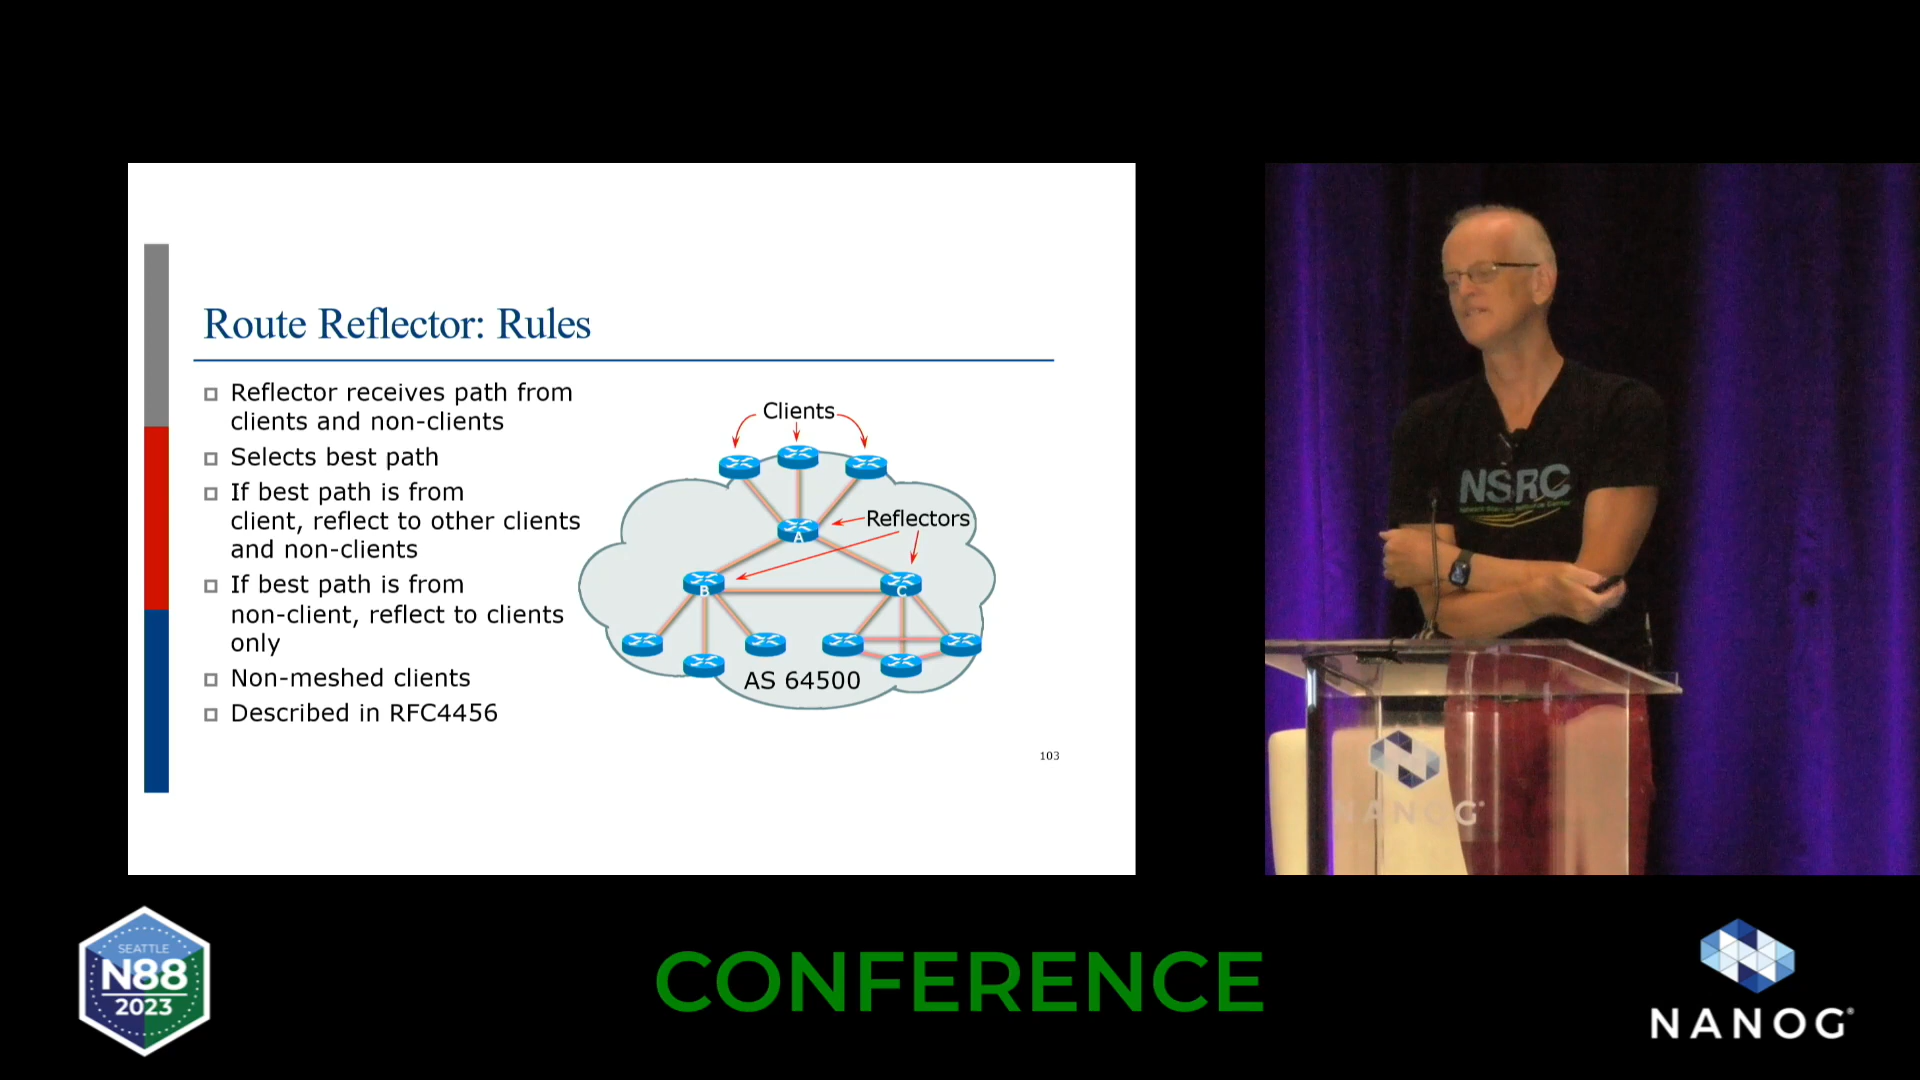 Route Reflector: Rules
Reflector receives path from
clients and non-clients
Selects best path
If best path is from
client, reflect to other clients
and non-clients
If best path is from
non-client, reflect to clients
only
Non-meshed clients
Described in RFC4456
Clients
Reflectors
A
B
C
AS 64500
103
NSRC
NANOG
SEATTLE
N88
2023
CONFERENCE
NANOG®